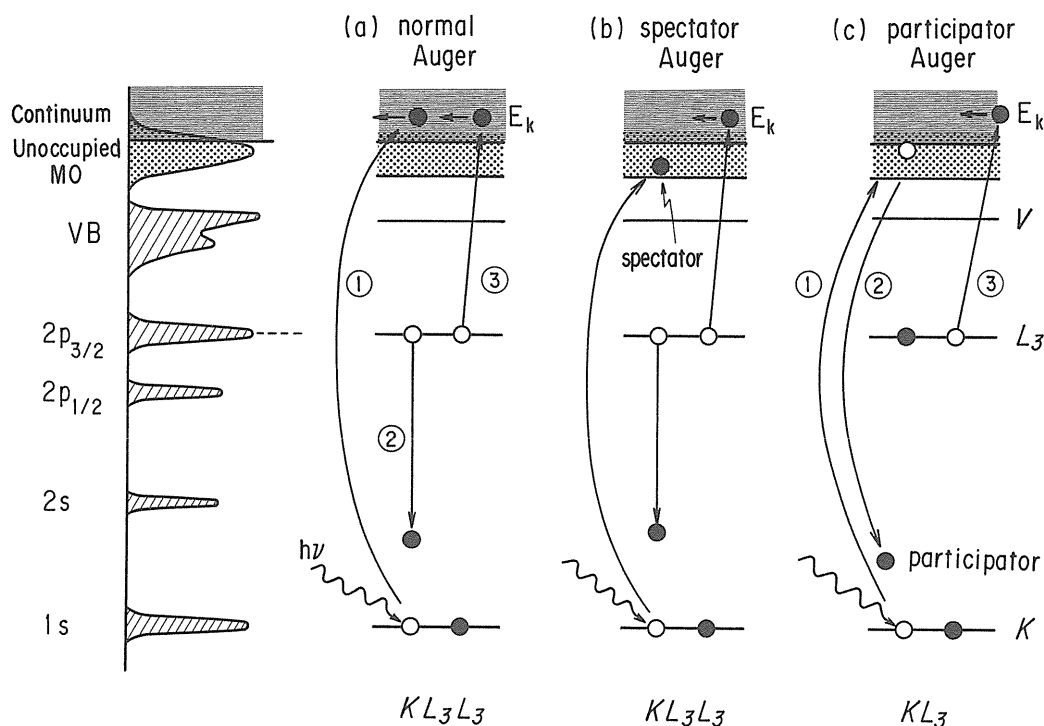 (a) normal Auger
(b) spectator Auger
(c) participator Auger
Continuum
Unoccupied MO
VB
2p3/2
2p1/2
2s
1s
Ek
①
③
②
hν
KL3L3
Ek
spectator
KL3L3
Ek
V
①
②
③
L3
participator
K
KL3